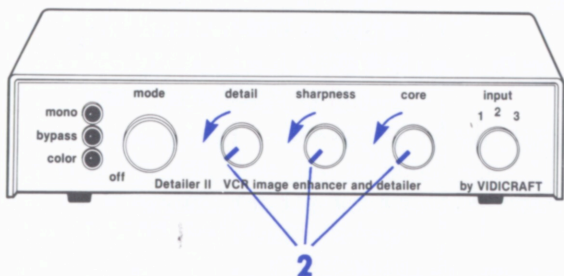 mode detail sharpness core input
mono
bypass
color
1 2 3
off
Detailer II VCR image enhancer and detailer by VIDICRAFT
2